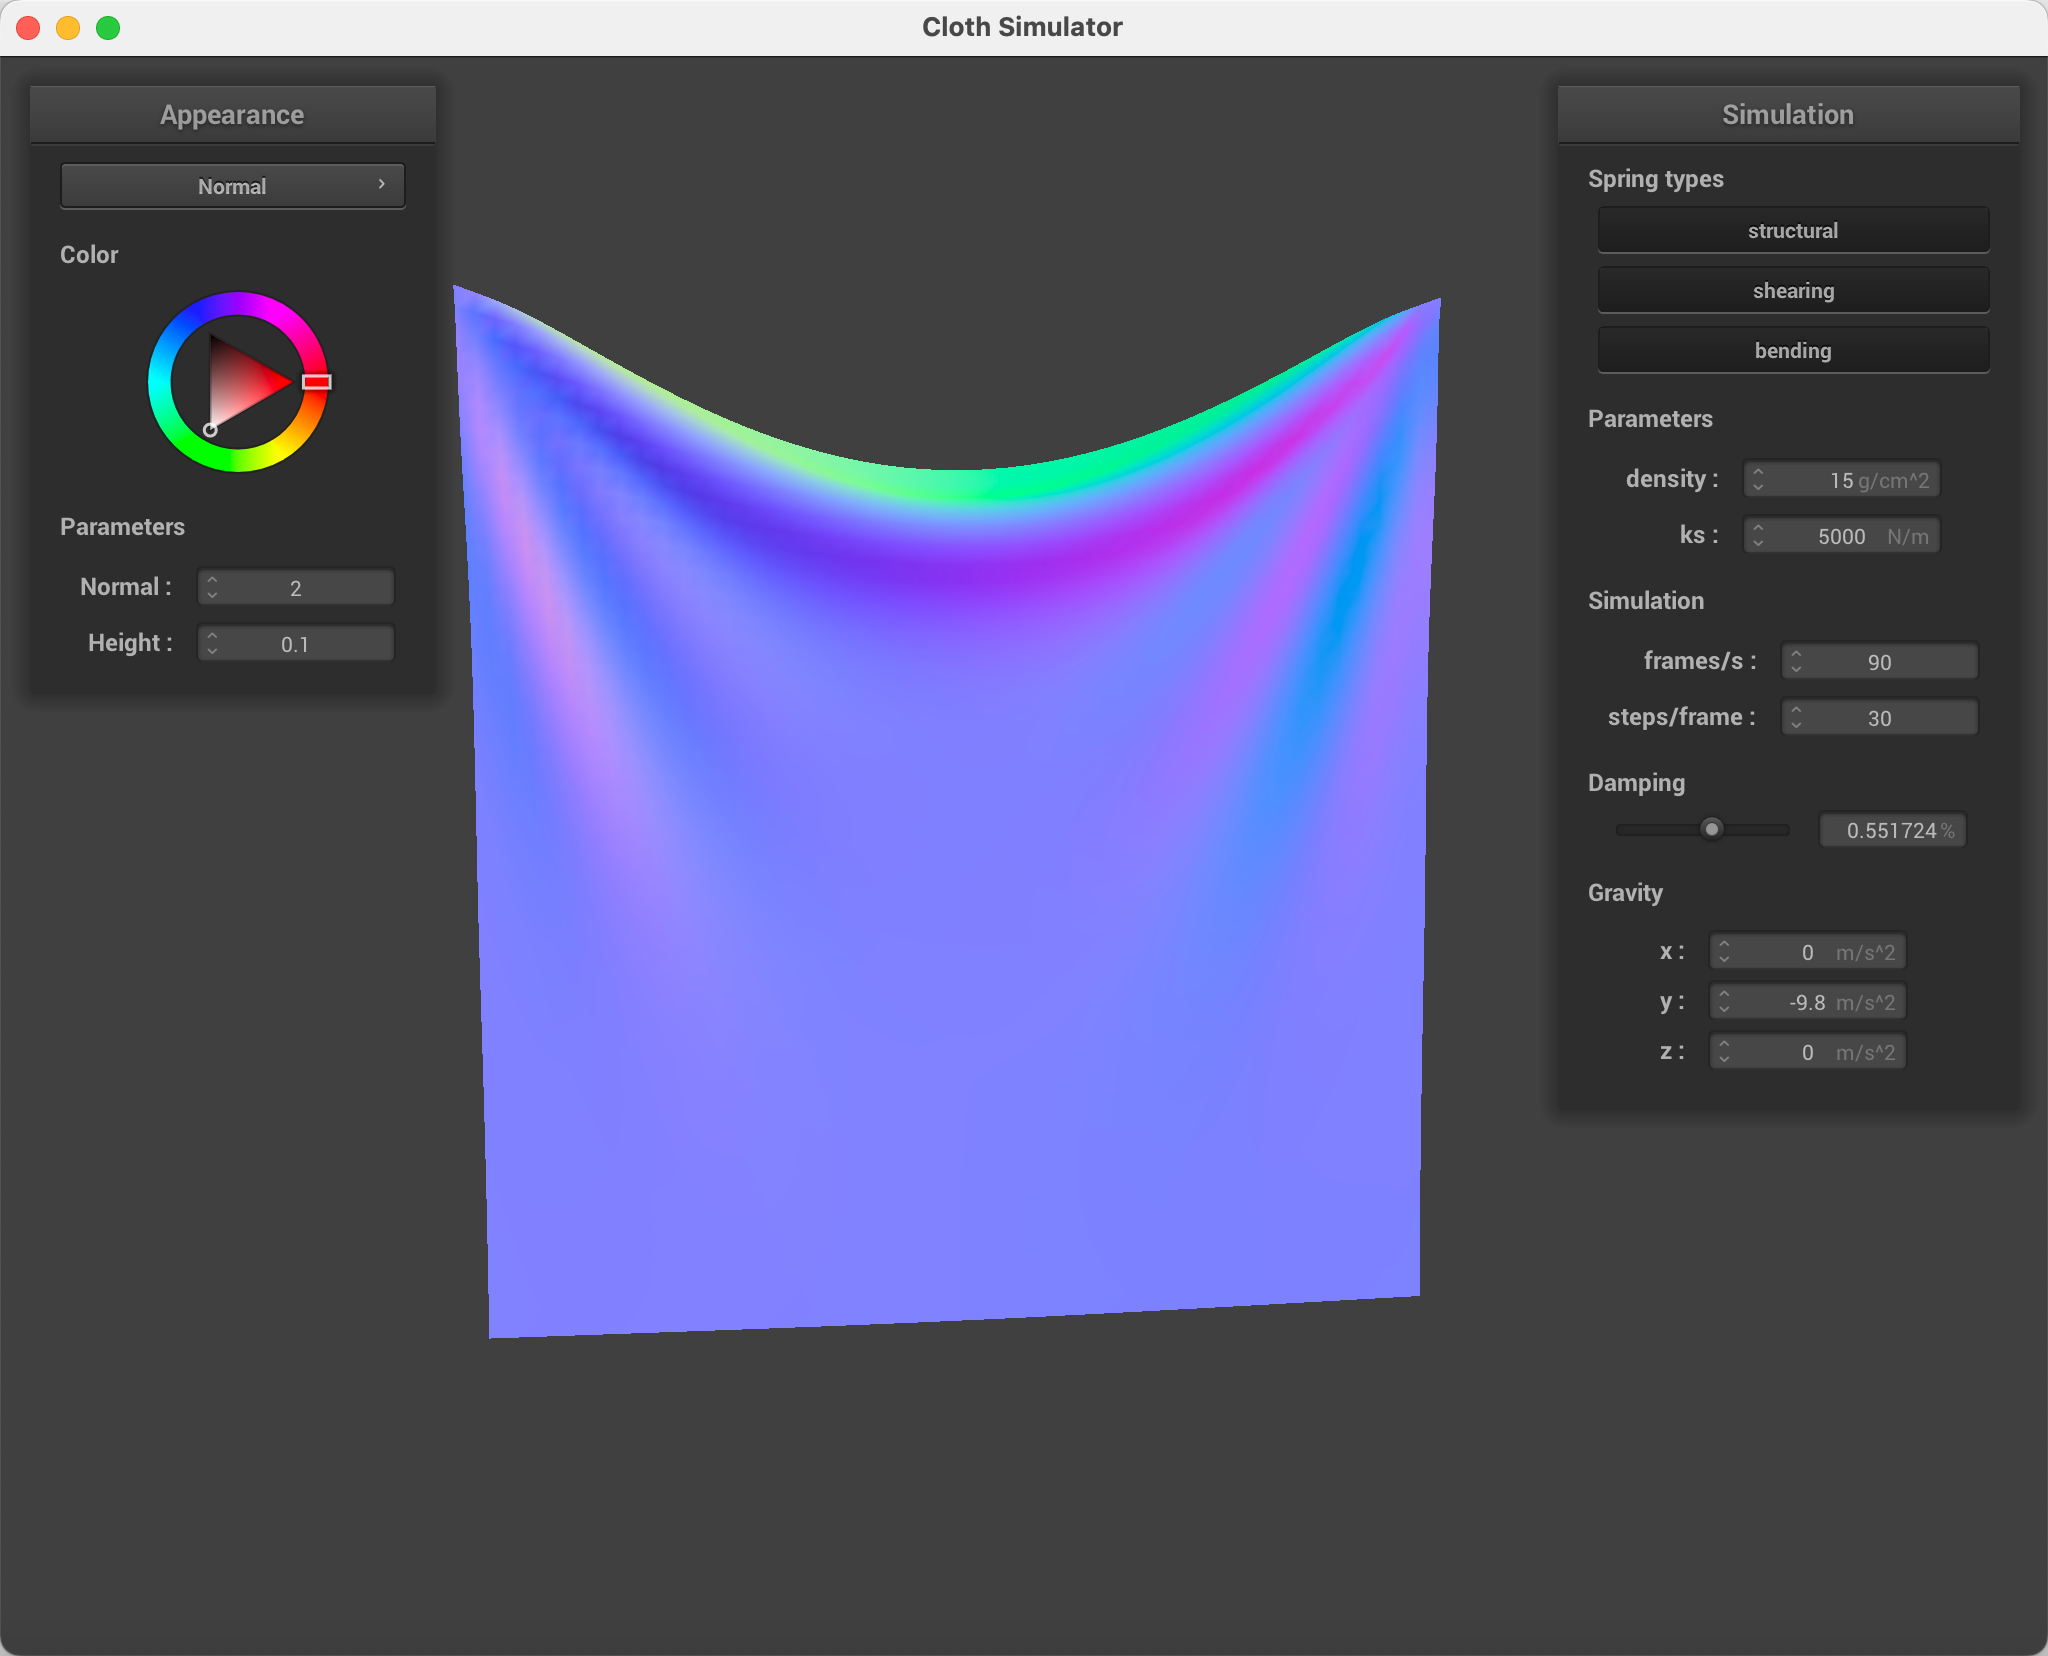 Cloth Simulator
Appearance
Normal
Color
Parameters
Normal : 2
Height : 0.1
Simulation
Spring types
structural
shearing
bending
Parameters
density : 15 g/cm^2
ks : 5000 N/m
Simulation
frames/s : 90
steps/frame : 30
Damping
0.551724 %
Gravity
x : 0 m/s^2
y : -9.8 m/s^2
z : 0 m/s^2